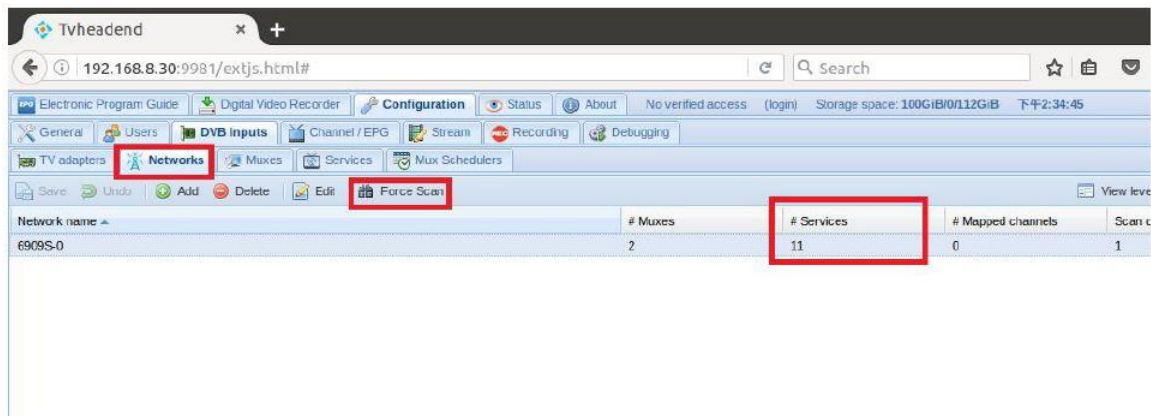 Tvheadend
192.168.8.30:9981/extjs.html#
Search
Electronic Program Guide Digital Video Recorder Configuration Status About No verified access (login) Storage space: 100GiB/0/112GiB 下午2:34:45
General Users DVB Inputs Channel / EPG Stream Recording Debugging
TV adapters Networks Muxes Services Mux Schedulers
Save Undo Add Delete Edit Force Scan View leve
Network name # Muxes # Services # Mapped channels Scan
6909S-0 2 11 0 1